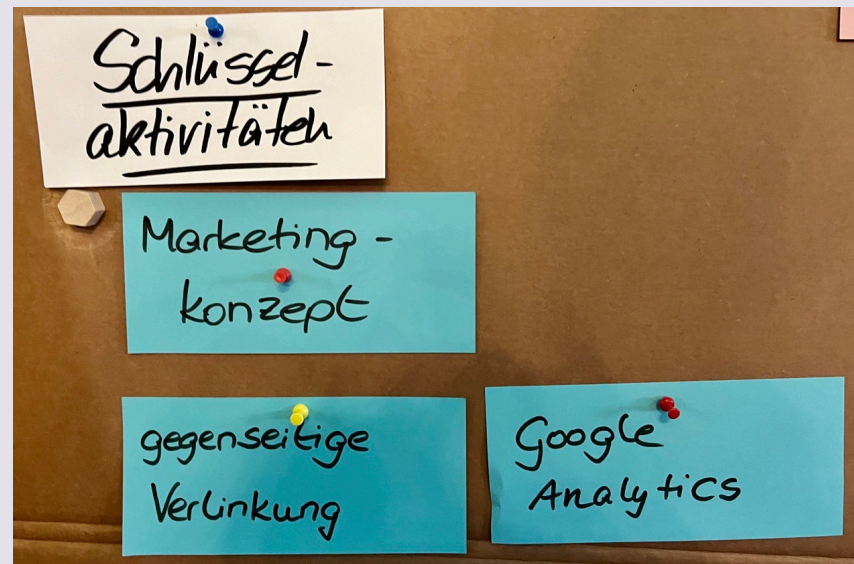 Schlüssel-
aktivitäten
Marketing-
konzept
gegenseitige
Verlinkung
Google
Analytics